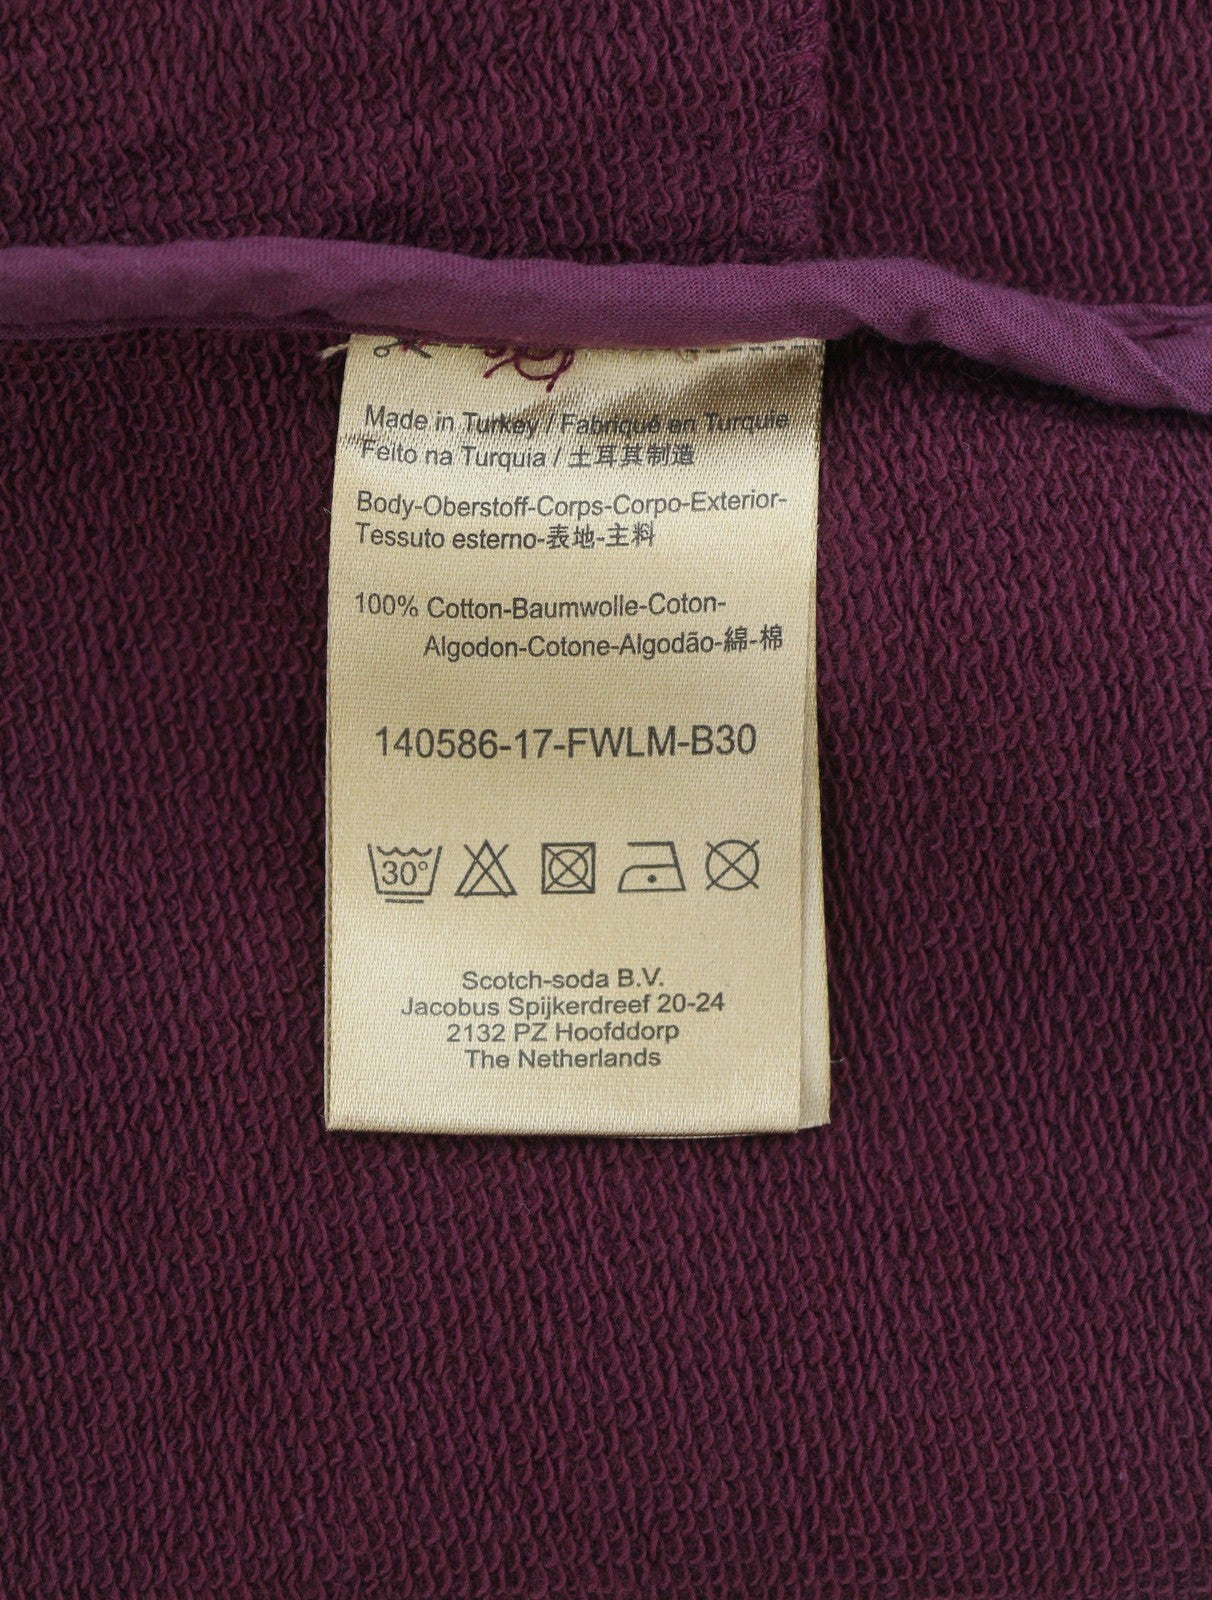 Made in Turkey / Fabriqué en Turquie
Feito na Turquia / 土耳其制造
Body-Oberstoff-Corps-Corpo-Exterior-
Tessuto esterno-表地-主料
100% Cotton-Baumwolle-Coton-
Algodon-Cotone-Algodão-綿-棉
140586-17-FWLM-B30
30°
Scotch-soda B.V.
Jacobus Spijkerdreef 20-24
2132 PZ Hoofddorp
The Netherlands